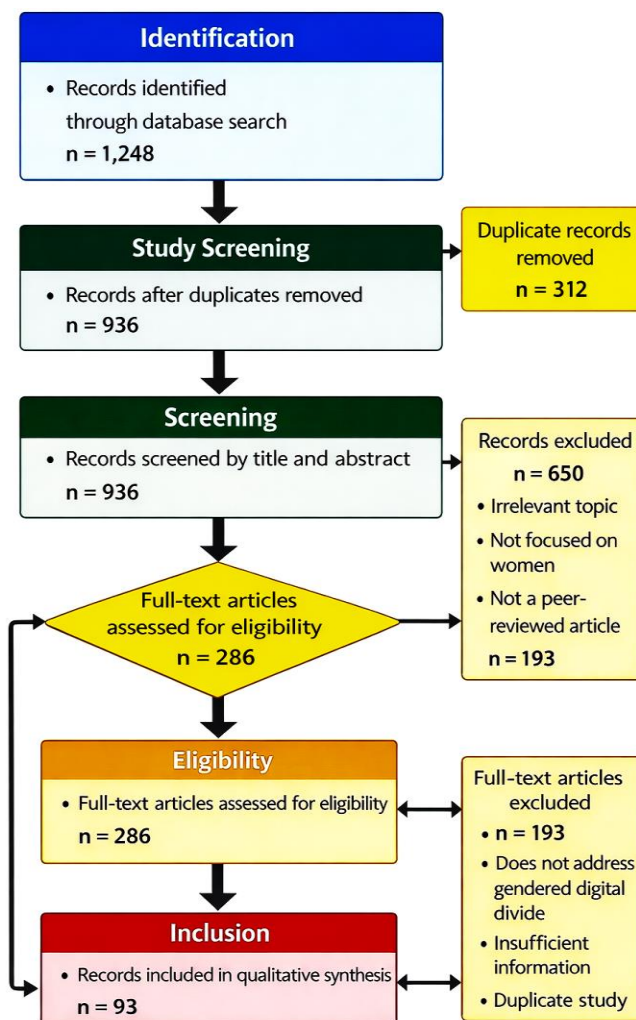 Identification
• Records identified
through database search
n = 1,248
Study Screening
• Records after duplicates removed
n = 936
Duplicate records
removed
n = 312
Screening
• Records screened by title and abstract
n = 936
Records excluded
n = 650
• Irrelevant topic
• Not focused on
women
• Not a peer-
reviewed article
n = 193
Full-text articles
assessed for eligibility
n = 286
Eligibility
• Full-text articles assessed for eligibility
n = 286
Full-text articles
excluded
• n = 193
• Does not address
gendered digital
divide
• Insufficient
information
• Duplicate study
Inclusion
• Records included in qualitative synthesis
n = 93